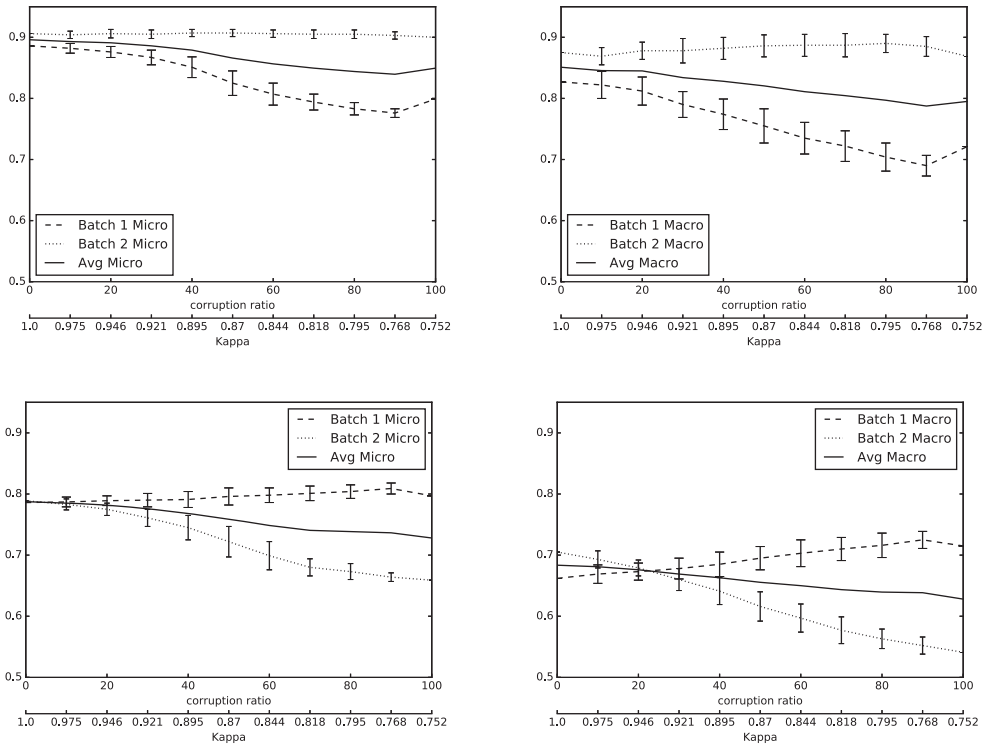 0.9
0.8
0.7
0.6
0.5
Batch 1 Micro
Batch 2 Micro
Avg Micro
0 20 40 60 80 100
corruption ratio
1.0 0.975 0.946 0.921 0.895 0.87 0.844 0.818 0.795 0.768 0.752
Kappa
0.9
0.8
0.7
0.6
0.5
Batch 1 Macro
Batch 2 Macro
Avg Macro
0 20 40 60 80 100
corruption ratio
1.0 0.975 0.946 0.921 0.895 0.87 0.844 0.818 0.795 0.768 0.752
Kappa
0.9
0.8
0.7
0.6
0.5
Batch 1 Micro
Batch 2 Micro
Avg Micro
0 20 40 60 80 100
corruption ratio
1.0 0.975 0.946 0.921 0.895 0.87 0.844 0.818 0.795 0.768 0.752
Kappa
0.9
0.8
0.7
0.6
0.5
Batch 1 Macro
Batch 2 Macro
Avg Macro
0 20 40 60 80 100
corruption ratio
1.0 0.975 0.946 0.921 0.895 0.87 0.844 0.818 0.795 0.768 0.752
Kappa